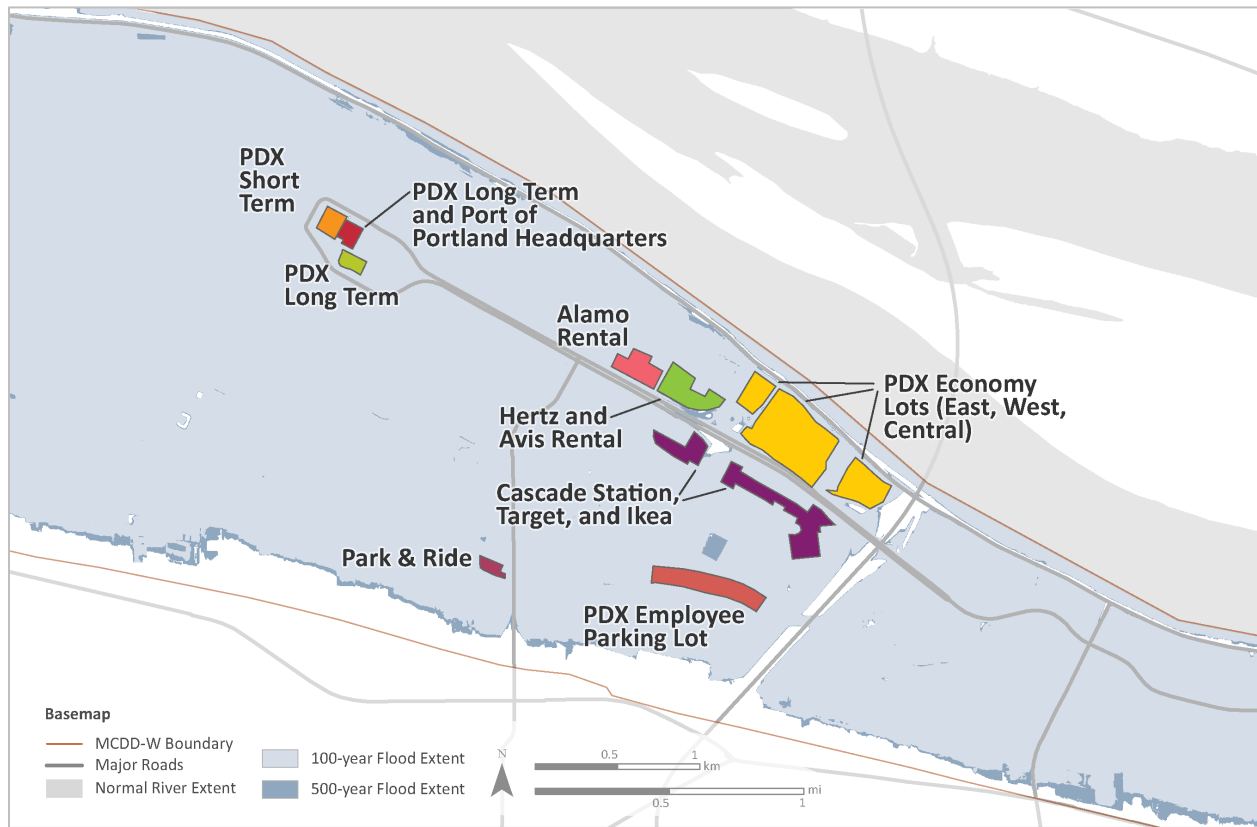 PDX
Short
Term
PDX Long Term
and Port of
Portland Headquarters
PDX
Long Term
Alamo
Rental
PDX Economy
Lots (East, West,
Central)
Hertz and
Avis Rental
Cascade Station,
Target, and Ikea
Park & Ride
PDX Employee
Parking Lot
Basemap
MCDD-W Boundary
Major Roads
Normal River Extent
100-year Flood Extent
500-year Flood Extent
N
0.5 1
km
0.5 1
mi